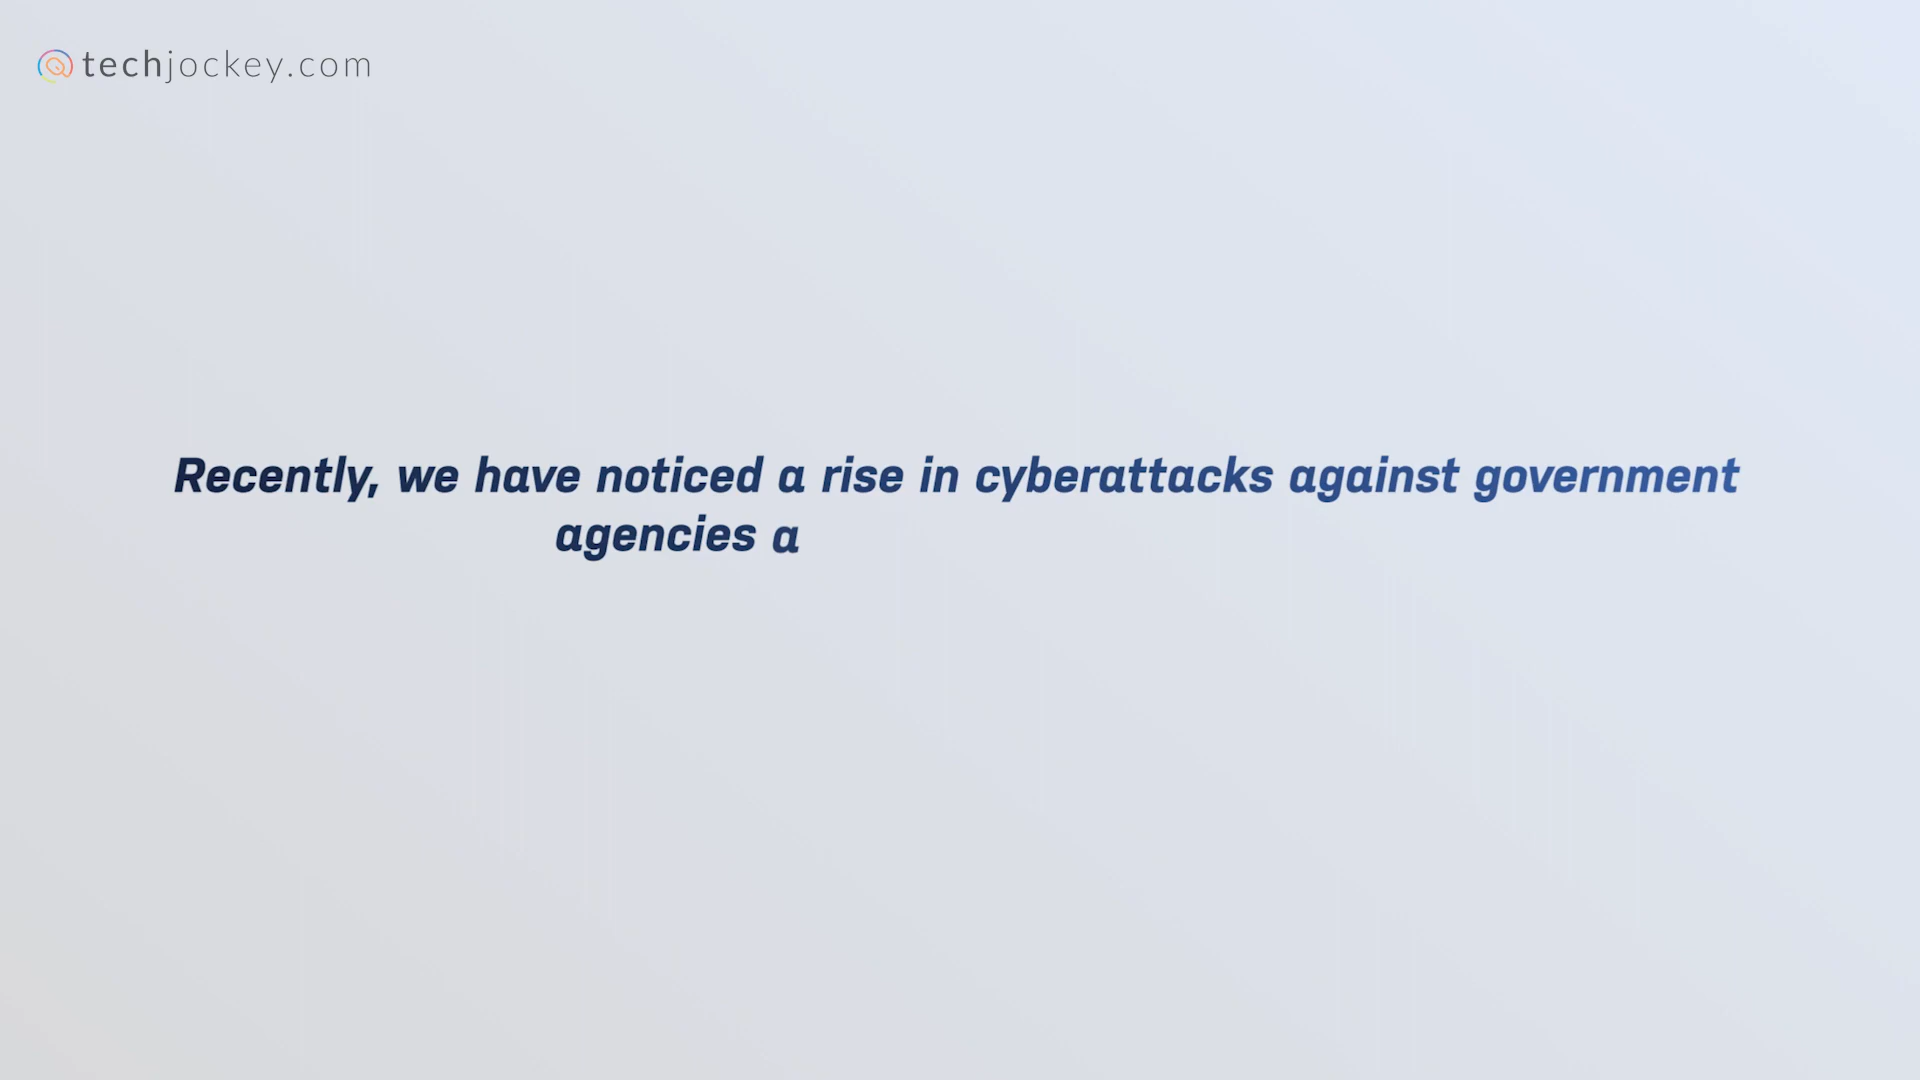 techjockey.com
Recently, we have noticed a rise in cyberattacks against government
agencies a